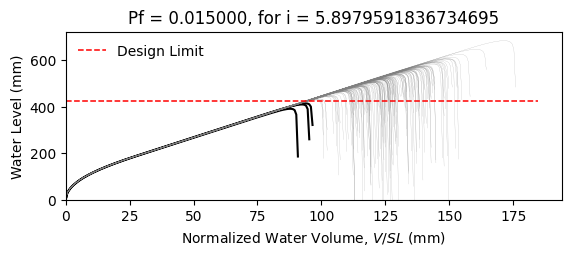 Pf = 0.015000, for i = 5.8979591836734695
Design Limit
Water Level (mm)
600
400
200
0
0 25 50 75 100 125 150 175
Normalized Water Volume, V/SL (mm)